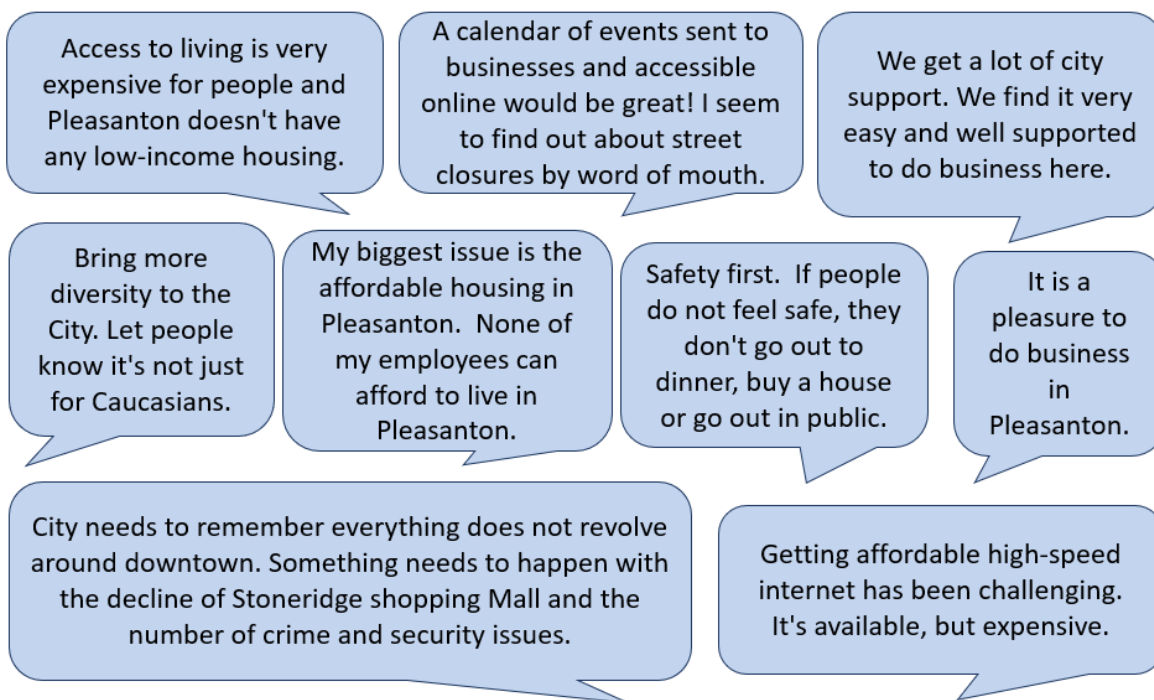 Access to living is very
expensive for people and
Pleasanton doesn't have
any low-income housing.
A calendar of events sent to
businesses and accessible
online would be great! I seem
to find out about street
closures by word of mouth.
We get a lot of city
support. We find it very
easy and well supported
to do business here.
Bring more
diversity to the
City. Let people
know it's not just
for Caucasians.
My biggest issue is the
affordable housing in
Pleasanton.  None of
my employees can
afford to live in
Pleasanton.
Safety first.  If people
do not feel safe, they
don't go out to
dinner, buy a house
or go out in public.
It is a
pleasure to
do business
in
Pleasanton.
City needs to remember everything does not revolve
around downtown. Something needs to happen with
the decline of Stoneridge shopping Mall and the
number of crime and security issues.
Getting affordable high-speed
internet has been challenging.
It's available, but expensive.